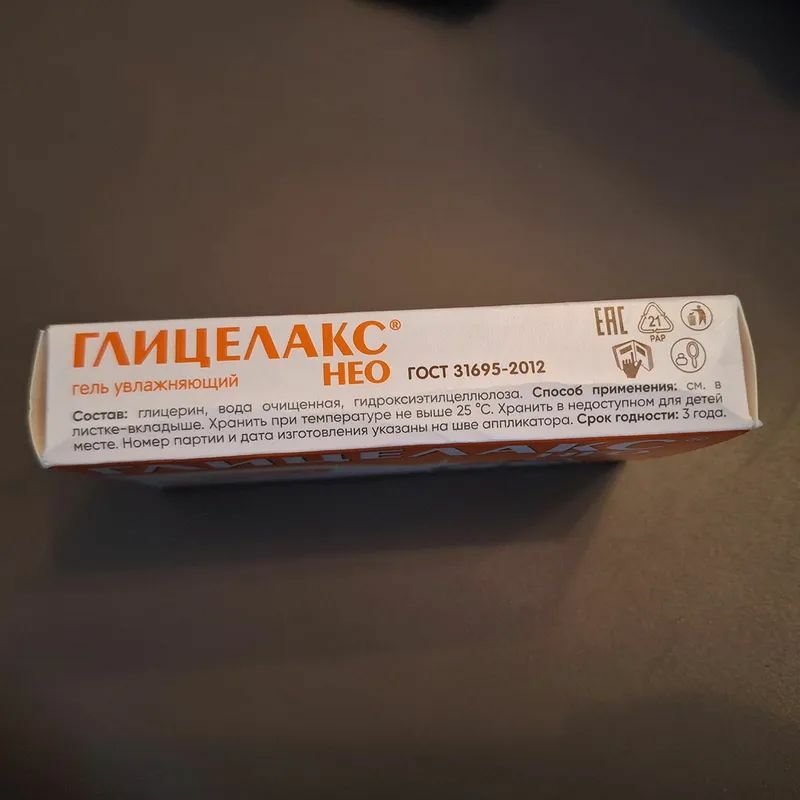 ГЛИЦЕЛАКС®
НЕО
гель увлажняющий
ГОСТ 31695-2012
EAC
21
PAP
Состав: глицерин, вода очищенная, гидроксиэтилцеллюлоза. Способ применения: см. в
листке-вкладыше. Хранить при температуре не выше 25 °C. Хранить в недоступном для детей
месте. Номер партии и дата изготовления указаны на шве аппликатора. Срок годности: 3 года.
ГЛИЦЕЛАКС®